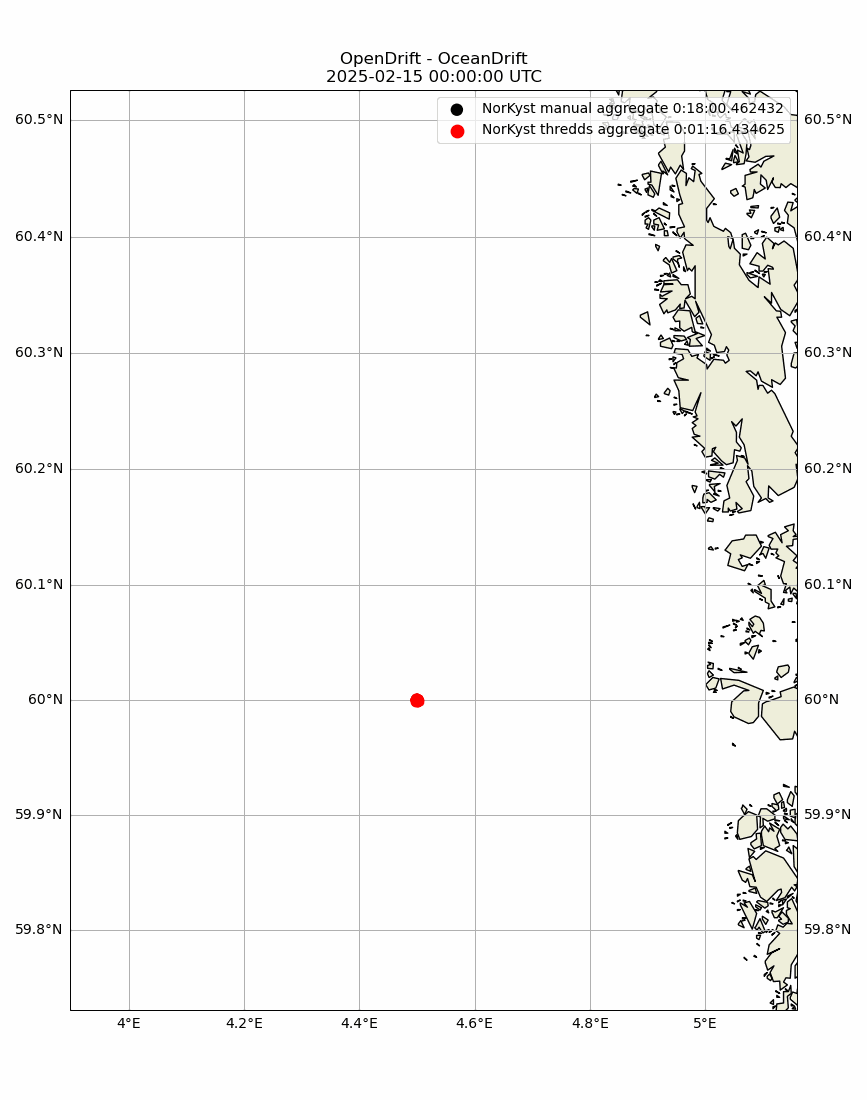 OpenDrift - OceanDrift
2025-02-15 00:00:00 UTC
NorKyst manual aggregate 0:18:00.462432
NorKyst thredds aggregate 0:01:16.434625
60.5°N 60.5°N
60.4°N 60.4°N
60.3°N 60.3°N
60.2°N 60.2°N
60.1°N 60.1°N
60°N 60°N
59.9°N 59.9°N
59.8°N 59.8°N
4°E 4.2°E 4.4°E 4.6°E 4.8°E 5°E